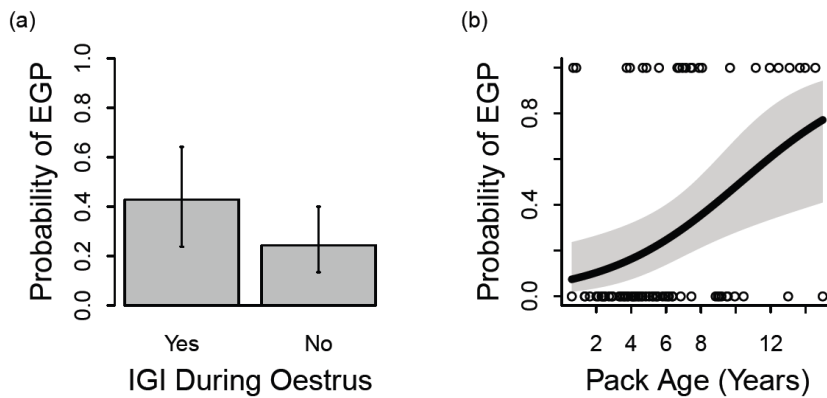 (a)
Probability of EGP
1.0
0.8
0.6
0.4
0.2
0.0
Yes No
IGI During Oestrus
(b)
Probability of EGP
0.8
0.4
0.0
2 4 6 8 12
Pack Age (Years)